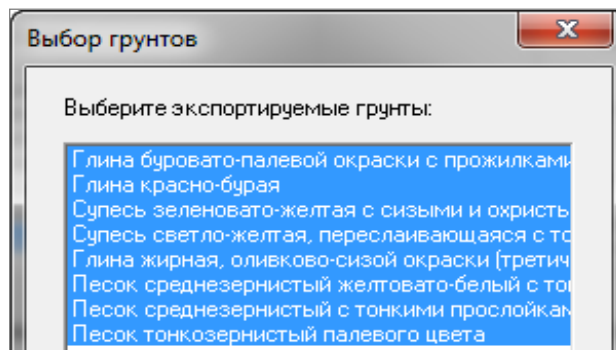 Выбор грунтов
Выберите экспортируемые грунты:
Глина буровато-палевой окраски с прожилками
Глина красно-бурая
Супесь зеленовато-желтая с сизыми и охристь
Супесь светло-желтая, переслаивающаяся с то
Глина жирная, оливково-сизой окраски (третич
Песок среднезернистый желтовато-белый с тон
Песок среднезернистый с тонкими прослойкам
Песок тонкозернистый палевого цвета